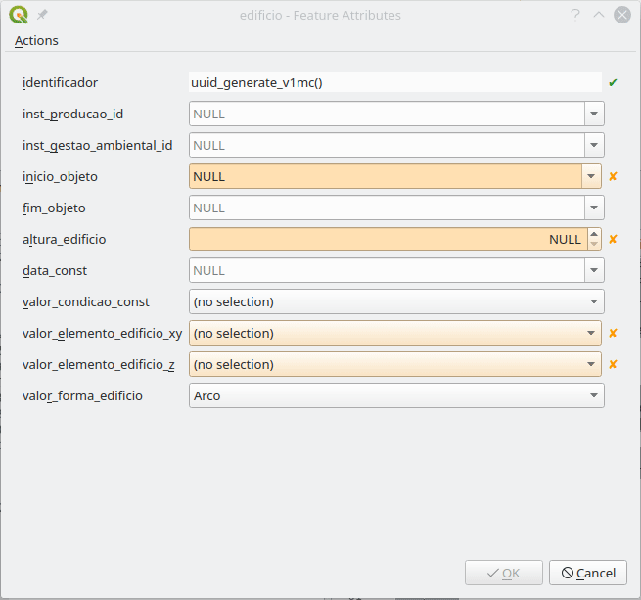 edificio - Feature Attributes
Actions
identificador uuid_generate_v1mc()
inst_producao_id NULL
inst_gestao_ambiental_id NULL
inicio_objeto NULL
fim_objeto NULL
altura_edificio NULL
data_const NULL
valor_condicao_const (no selection)
valor_elemento_edificio_xy (no selection)
valor_elemento_edificio_z (no selection)
valor_forma_edificio Arco
OK Cancel